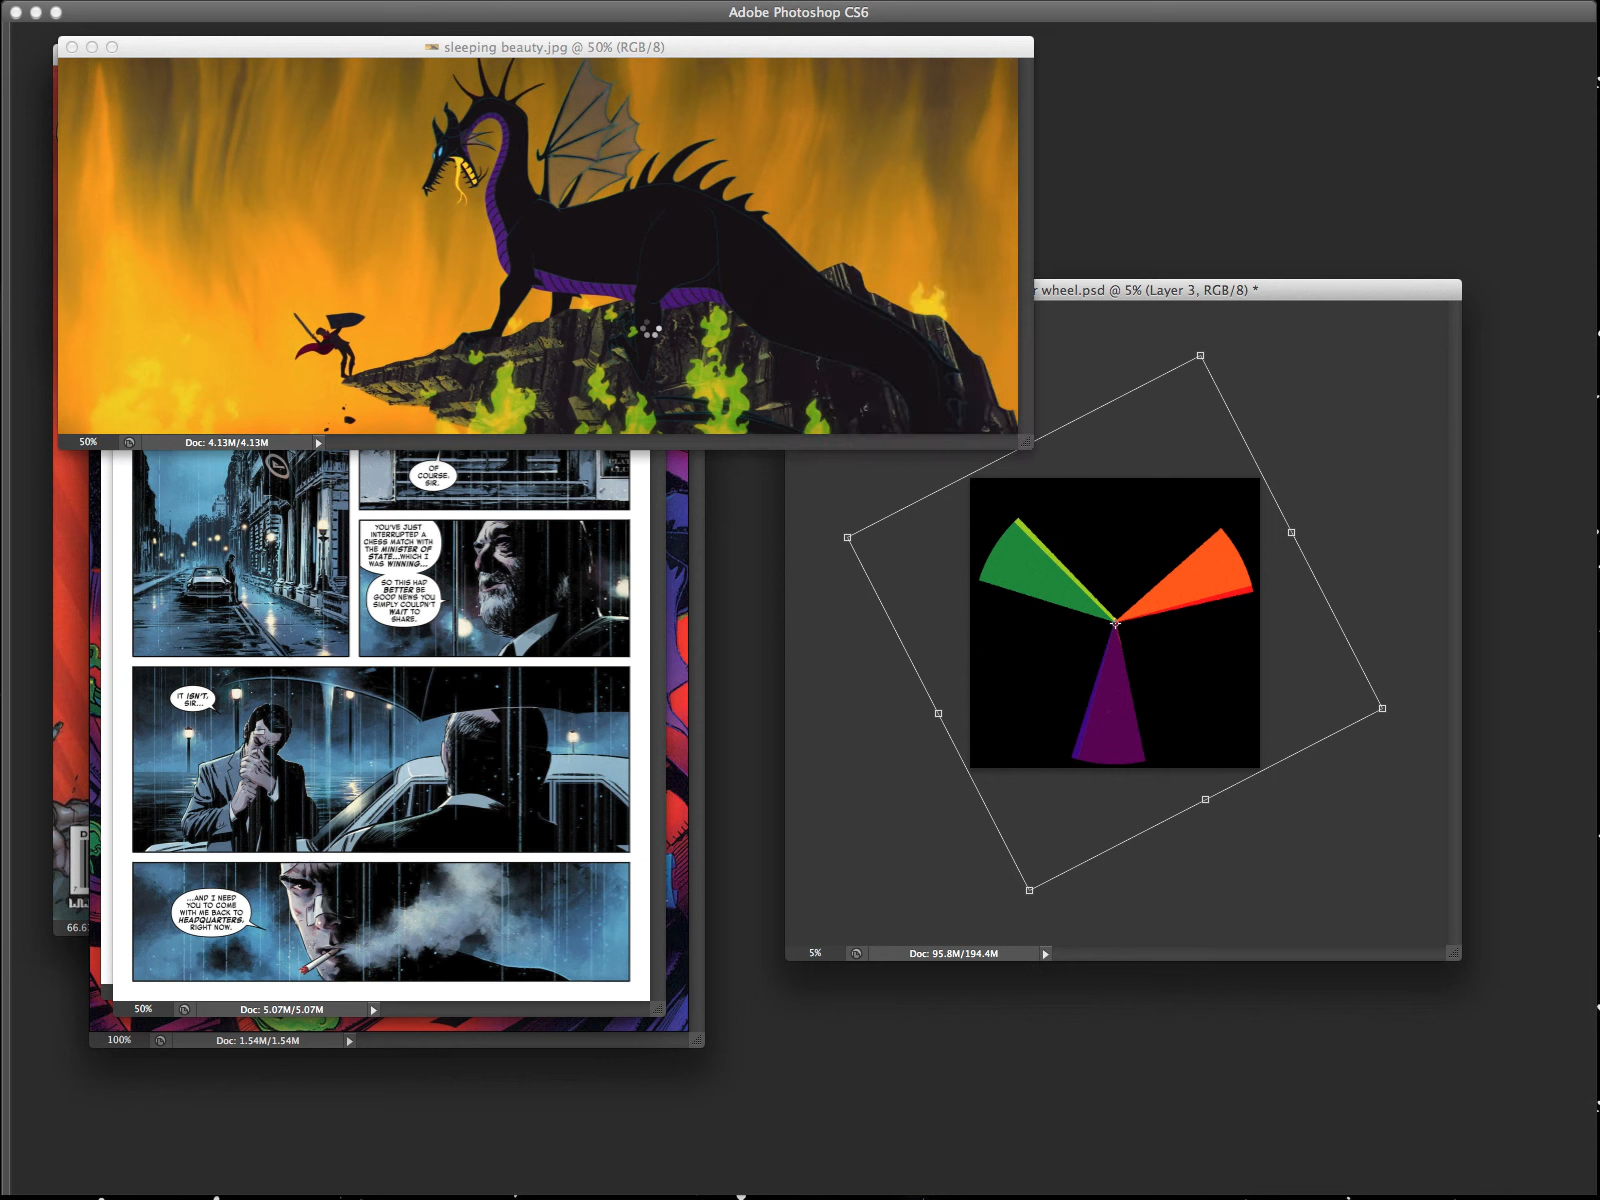 Adobe Photoshop CS6
sleeping beauty.jpg @ 50% (RGB/8)
r wheel.psd @ 5% (Layer 3, RGB/8) *
50%
Doc: 4.13M/4.13M
OF
COURSE,
SIR.
YOU'VE JUST
INTERRUPTED A
CHESS MATCH WITH
THE MINISTER OF
STATE...WHICH I
WAS WINNING...
SO THIS HAD
BETTER BE
GOOD NEWS YOU
SIMPLY COULDN'T
WAIT TO
SHARE.
IT ISN'T,
SIR...
...AND I NEED
YOU TO COME
WITH ME BACK TO
HEADQUARTERS,
RIGHT NOW.
66.6
5%
Doc: 95.8M/194.4M
50%
Doc: 5.07M/5.07M
100%
Doc: 1.54M/1.54M